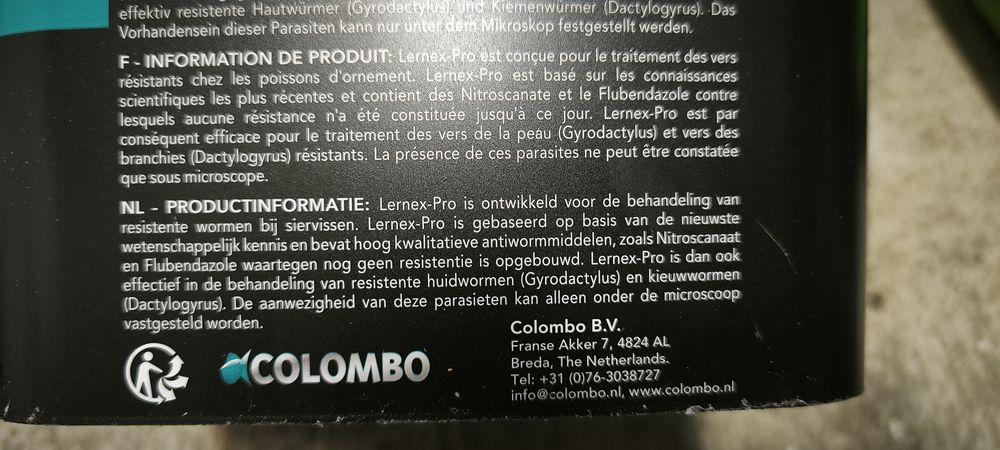 effektiv resistente Hautwürmer (Gyrodactylus) und Kiemenwürmer (Dactylogyrus). Das
Vorhandensein dieser Parasiten kann nur unter dem Mikroskop festgestellt werden.
F - INFORMATION DE PRODUIT: Lernex-Pro est conçue pour le traitement des vers
résistants chez les poissons d'ornement. Lernex-Pro est basé sur les connaissances
scientifiques les plus récentes et contient des Nitroscanate et le Flubendazole contre
lesquels aucune résistance n'a été constituée jusqu'à ce jour. Lernex-Pro est par
conséquent efficace pour le traitement des vers de la peau (Gyrodactylus) et vers des
branchies (Dactylogyrus) résistants. La présence de ces parasites ne peut être constatée
que sous microscope.
NL - PRODUCTINFORMATIE: Lernex-Pro is ontwikkeld voor de behandeling van
resistente wormen bij siervissen. Lernex-Pro is gebaseerd op basis van de nieuwste
wetenschappelijk kennis en bevat hoog kwalitatieve antiwormmiddelen, zoals Nitroscanaat
en Flubendazole waartegen nog geen resistentie is opgebouwd. Lernex-Pro is dan ook
effectief in de behandeling van resistente huidwormen (Gyrodactylus) en kieuwwormen
(Dactylogyrus). De aanwezigheid van deze parasieten kan alleen onder de microscoop
vastgesteld worden.
COLOMBO
Colombo B.V.
Franse Akker 7, 4824 AL
Breda, The Netherlands.
Tel: +31 (0)76-3038727
info@colombo.nl, www.colombo.nl